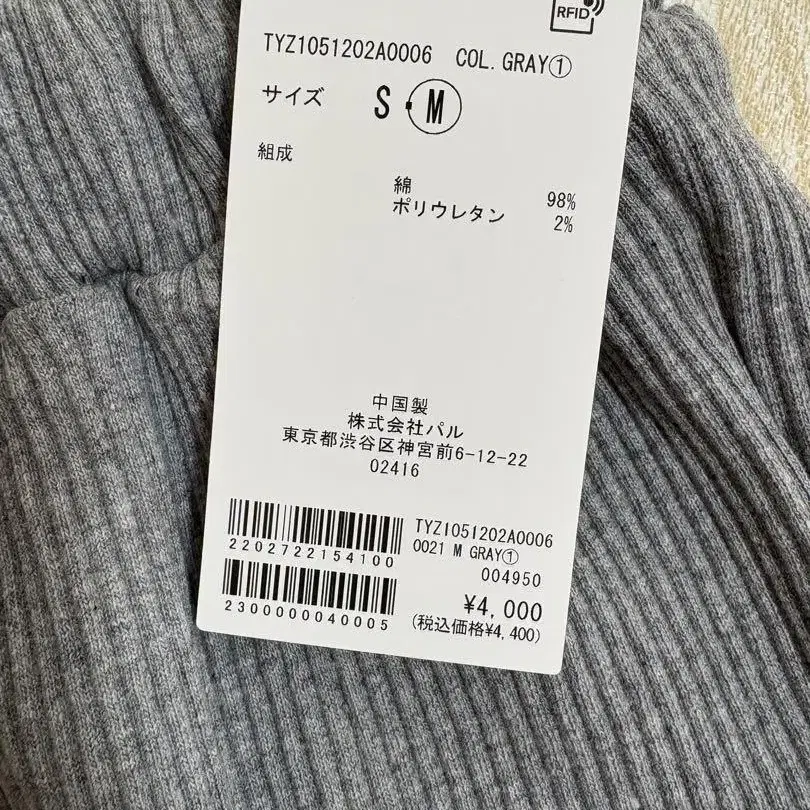 RFID
TYZ1051202A0006 COL.GRAY①
サイズ S・M
組成
綿 98%
ポリウレタン 2%
中国製
株式会社パル
東京都渋谷区神宮前6-12-22
02416
TYZ1051202A0006
2202722154100 0021 M GRAY①
004950
2300000040005 ¥4,000
(税込価格¥4,400)